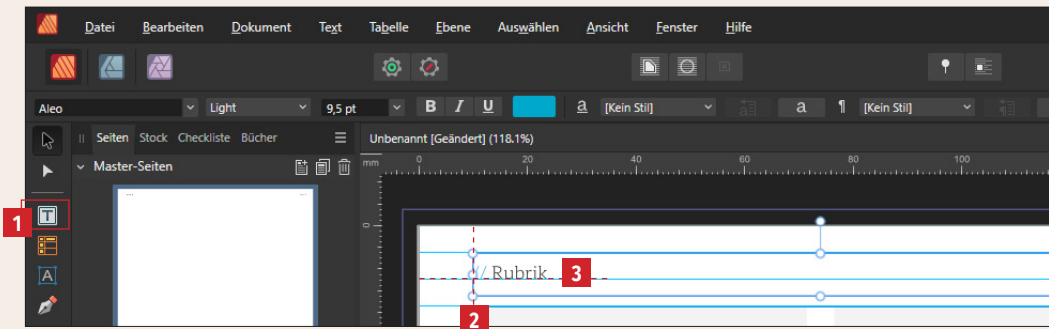 Datei Bearbeiten Dokument Text Tabelle Ebene Auswählen Ansicht Fenster Hilfe
Aleo Light 9,5 pt B I U a [Kein Stil] a a ¶ [Kein Stil]
Seiten Stock Checkliste Bücher
Unbenannt [Geändert] (118.1%)
Master-Seiten
mm 0 20 40 60 80 100
1
T
0
A
// Rubrik
3
2